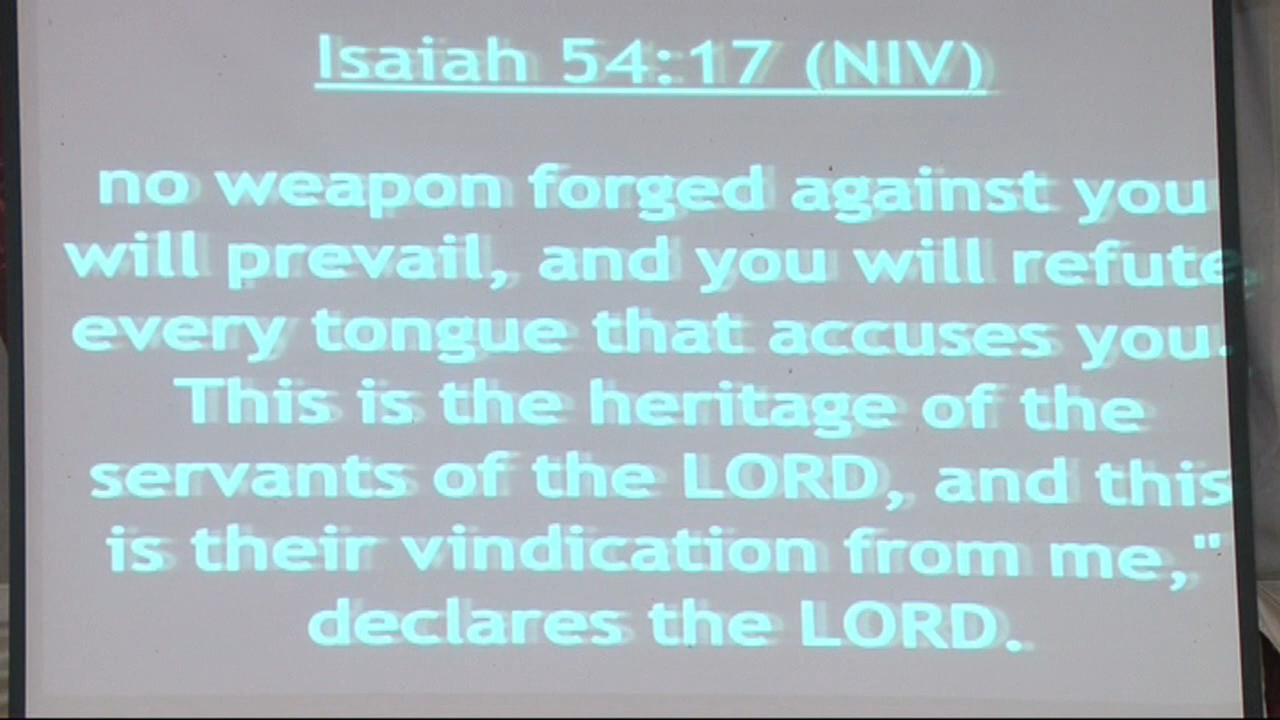 Isaiah 54:17 (NIV)
no weapon forged against you
will prevail, and you will refute
every tongue that accuses you.
This is the heritage of the
servants of the LORD, and this
is their vindication from me,"
declares the LORD.